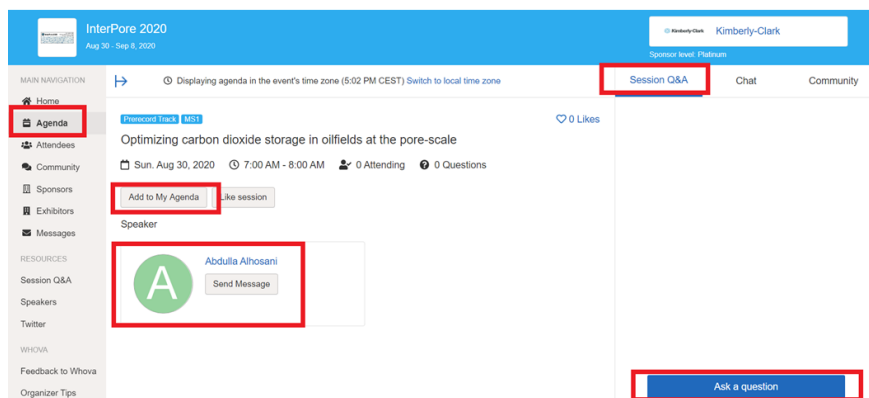 InterPore 2020
Aug 30 - Sep 8, 2020
Kimberly-Clark
Kimberly-Clark
Sponsor level: Platinum
MAIN NAVIGATION
Home
Agenda
Attendees
Community
Sponsors
Exhibitors
Messages
RESOURCES
Session Q&A
Speakers
Twitter
WHOVA
Feedback to Whova
Organizer Tips
Displaying agenda in the event's time zone (5:02 PM CEST) Switch to local time zone
Prerecord Track MS1
0 Likes
Optimizing carbon dioxide storage in oilfields at the pore-scale
Sun. Aug 30, 2020 7:00 AM - 8:00 AM 0 Attending 0 Questions
Add to My Agenda Like session
Speaker
A
Abdulla Alhosani
Send Message
Session Q&A Chat Community
Ask a question